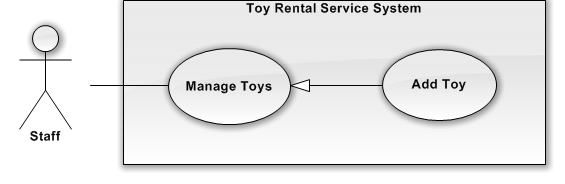 Toy Rental Service System
Manage Toys
Add Toy
Staff